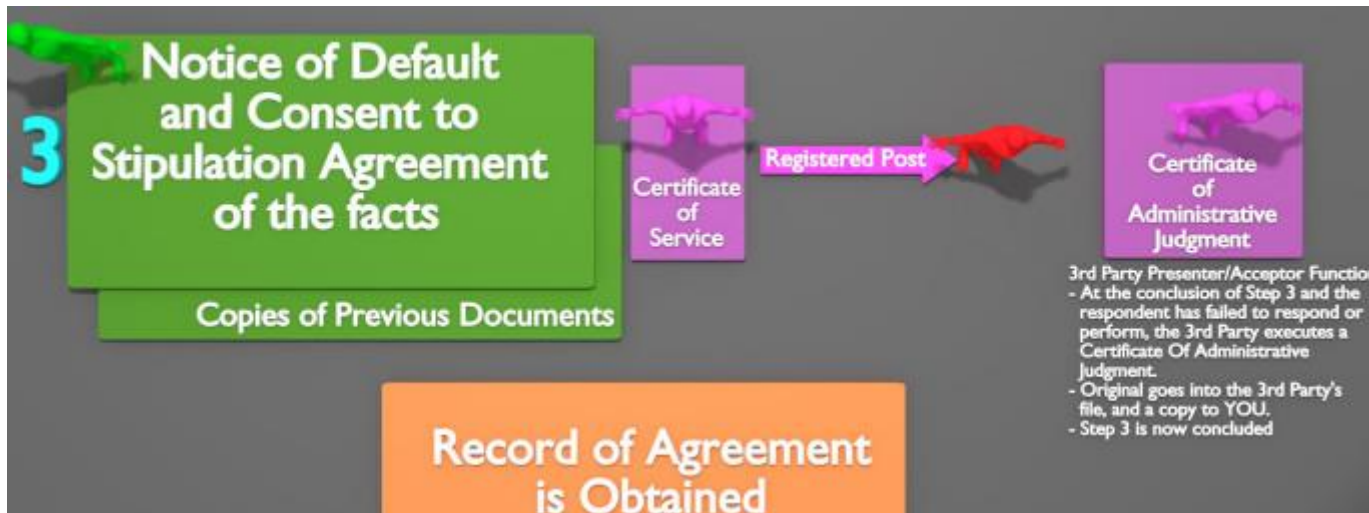 3
Notice of Default
and Consent to
Stipulation Agreement
of the facts
Copies of Previous Documents
Certificate
of
Service
Registered Post
Certificate
of
Administrative
Judgment
3rd Party Presenter/Acceptor Functio
- At the conclusion of Step 3 and the
respondent has failed to respond or
perform, the 3rd Party executes a
Certificate Of Administrative
Judgment.
- Original goes into the 3rd Party's
file, and a copy to YOU.
- Step 3 is now concluded
Record of Agreement
is Obtained